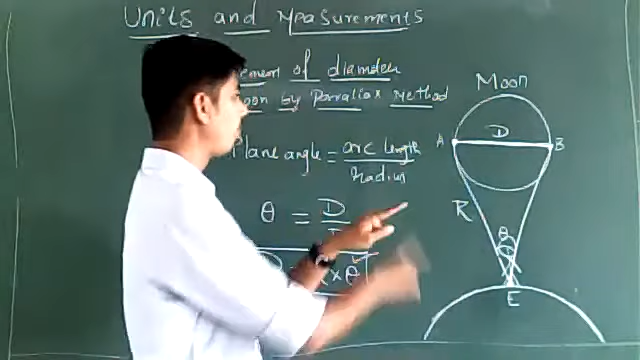 Units and Measurements
ement of diameter
oon by Parallax Method
Plane angle = arc length
radius
θ = D
R × θ
Moon
D
A
B
R
θ
E